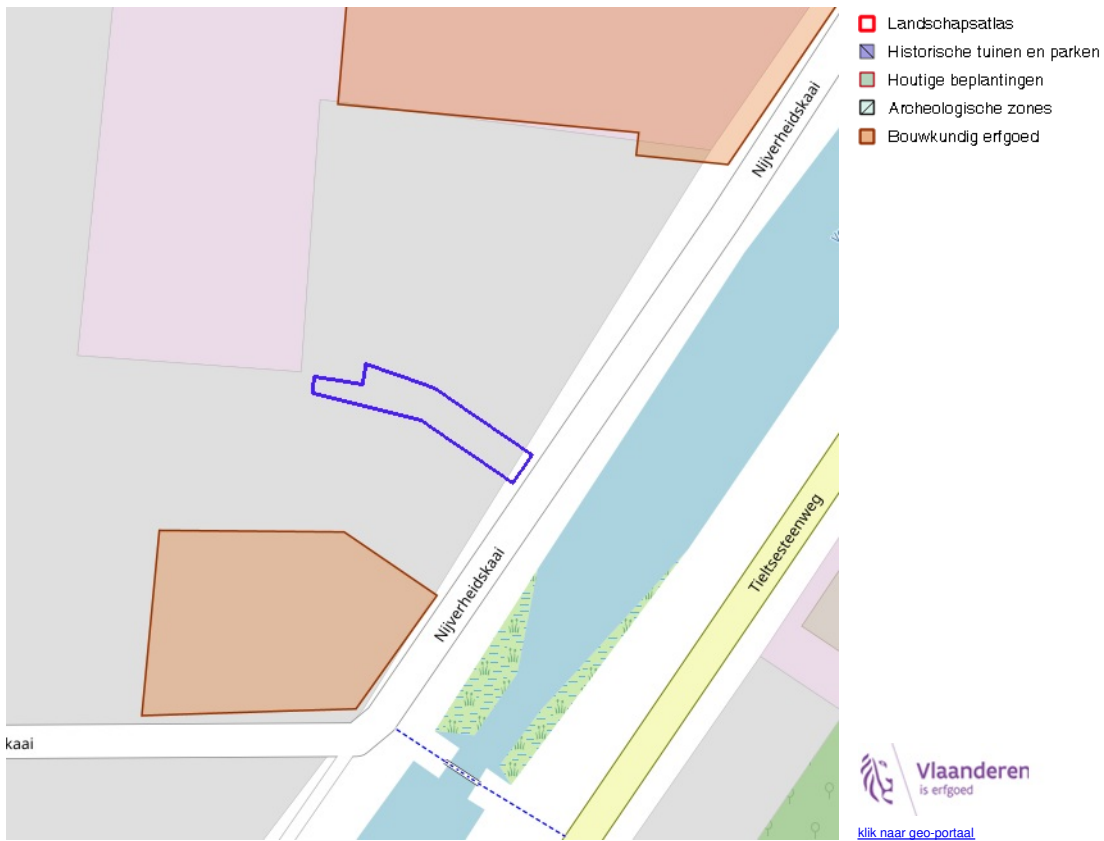 Landschapsatlas
Historische tuinen en parken
Houtige beplantingen
Archeologische zones
Bouwkundig erfgoed
Nijverheidskaai
Tieltsesteenweg
Nijverheidskaai
kaai
Vlaanderen
is erfgoed
klik naar geo-portaal